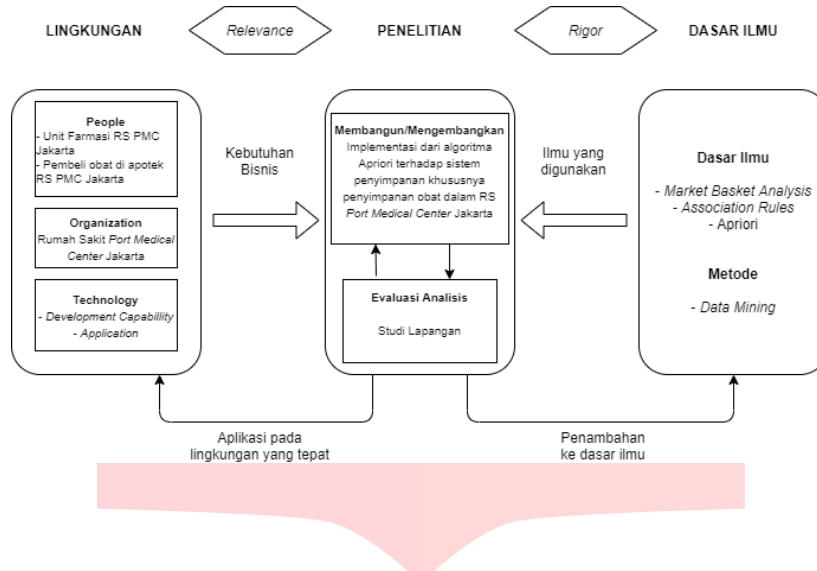 LINGKUNGAN
Relevance
PENELITIAN
Rigor
DASAR ILMU
People
- Unit Farmasi RS PMC
Jakarta
- Pembeli obat di apotek
RS PMC Jakarta
Organization
Rumah Sakit Port Medical
Center Jakarta
Technology
- Development Capabillity
- Application
Kebutuhan
Bisnis
Membangun/Mengembangkan
Implementasi dari algoritma
Apriori terhadap sistem
penyimpanan khususnya
penyimpanan obat dalam RS
Port Medical Center Jakarta
Evaluasi Analisis
Studi Lapangan
Ilmu yang
digunakan
Dasar Ilmu
- Market Basket Analysis
- Association Rules
- Apriori
Metode
- Data Mining
Aplikasi pada
lingkungan yang tepat
Penambahan
ke dasar ilmu